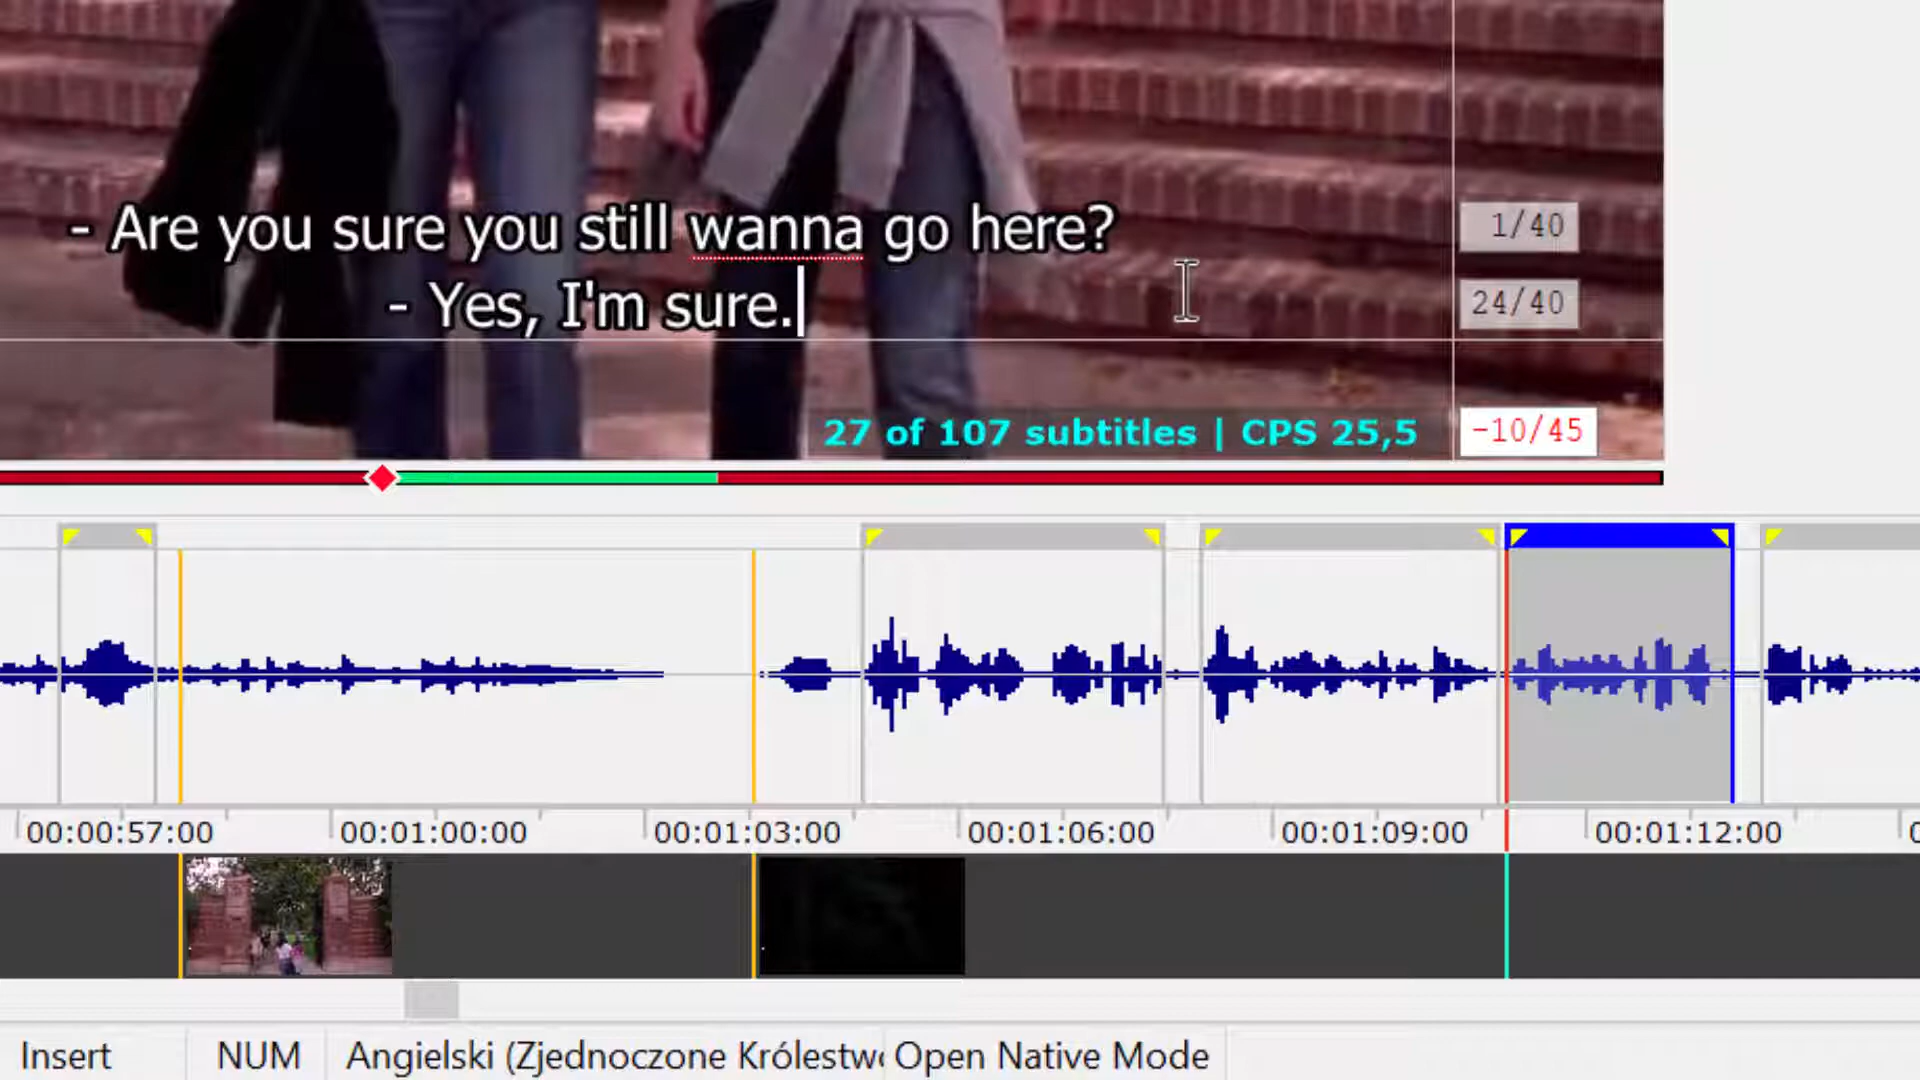 - Are you sure you still wanna go here?
1/40
- Yes, I'm sure.
24/40
27 of 107 subtitles | CPS 25,5
-10/45
00:00:57:00
00:01:00:00
00:01:03:00
00:01:06:00
00:01:09:00
00:01:12:00
Insert
NUM
Angielski (Zjednoczone Królestw
Open Native Mode